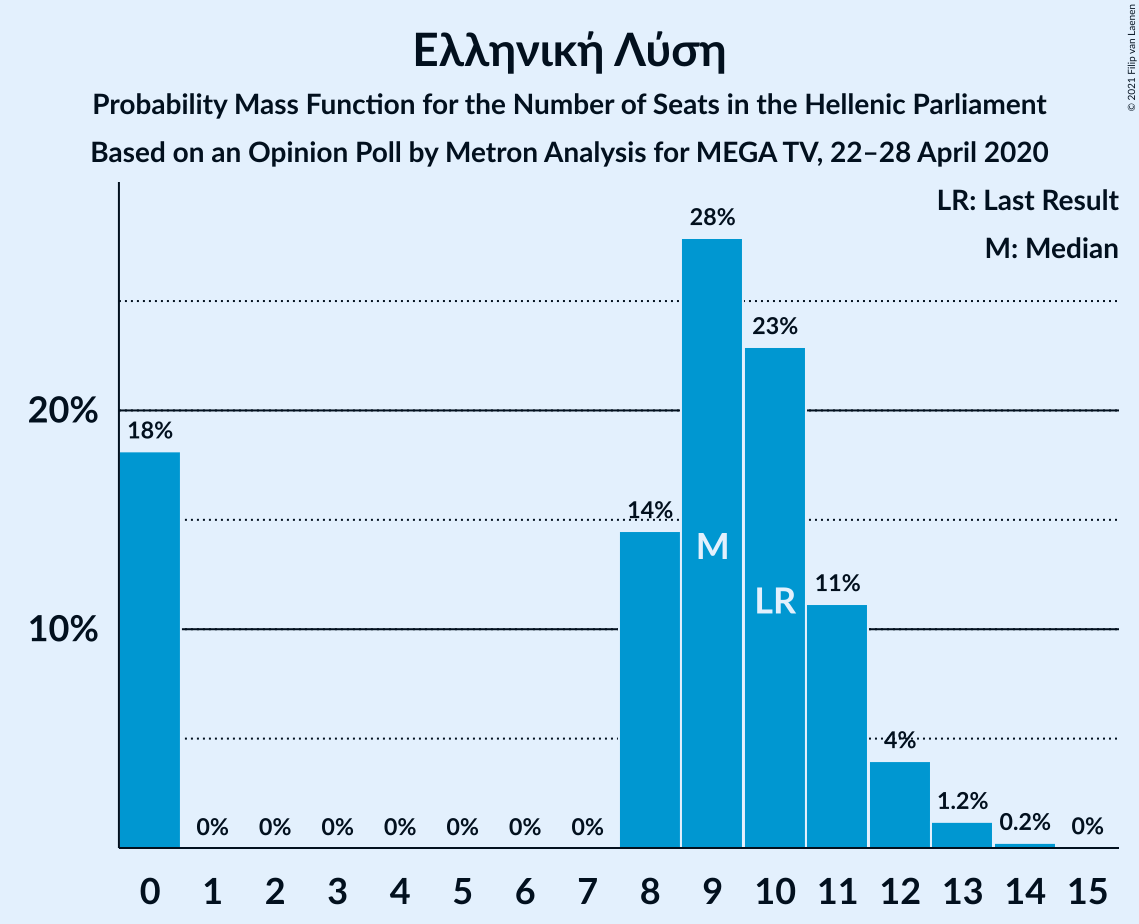 Ελληνική Λύση
Probability Mass Function for the Number of Seats in the Hellenic Parliament
Based on an Opinion Poll by Metron Analysis for MEGA TV, 22–28 April 2020
© 2021 Filip van Laenen
LR: Last Result
M: Median
28%
23%
20%
18%
14%
M
11%
LR
10%
4%
1.2%
0.2%
0% 0% 0% 0% 0% 0% 0% 0%
0 1 2 3 4 5 6 7 8 9 10 11 12 13 14 15